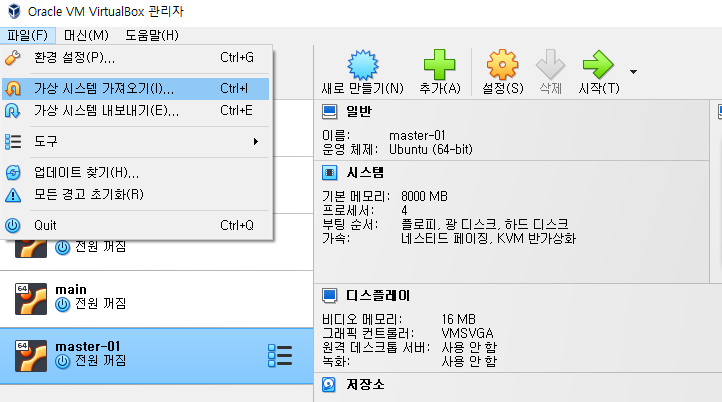 Oracle VM VirtualBox 관리자
파일(F) 머신(M) 도움말(H)
환경 설정(P)... Ctrl+G
가상 시스템 가져오기(I)... Ctrl+I
가상 시스템 내보내기(E)... Ctrl+E
도구
업데이트 찾기(H)...
모든 경고 초기화(R)
Quit Ctrl+Q
64 전원 꺼짐
64 main
전원 꺼짐
64 master-01
전원 꺼짐
새로 만들기(N) 추가(A) 설정(S) 삭제 시작(T)
일반
이름: master-01
운영 체제: Ubuntu (64-bit)
시스템
기본 메모리: 8000 MB
프로세서: 4
부팅 순서: 플로피, 광 디스크, 하드 디스크
가속: 네스티드 페이징, KVM 반가상화
디스플레이
비디오 메모리: 16 MB
그래픽 컨트롤러: VMSVGA
원격 데스크톱 서버: 사용 안 함
녹화: 사용 안 함
저장소